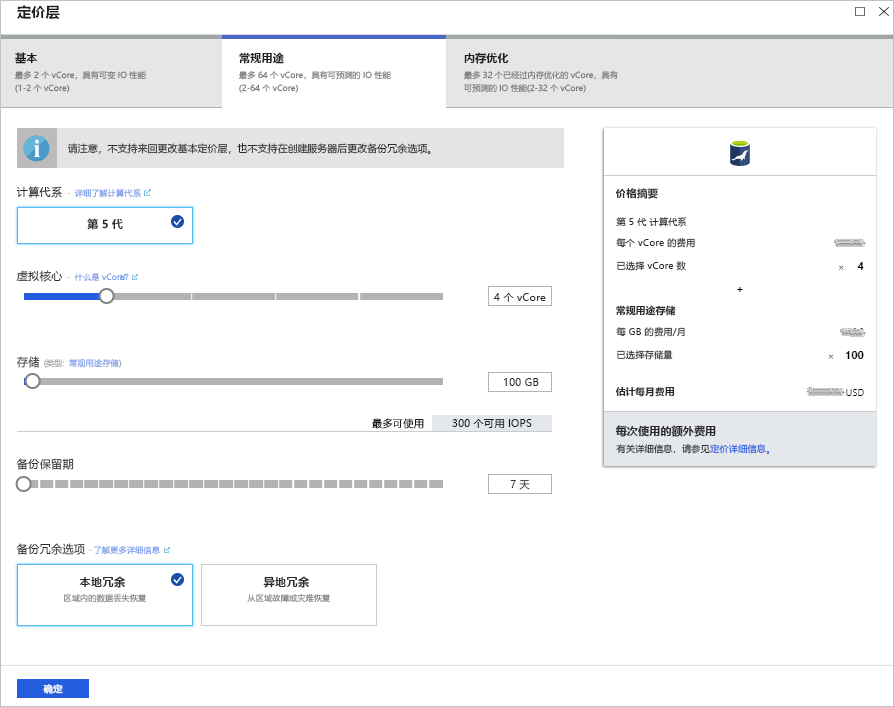 定价层
基本
最多 2 个 vCore，具有可变 IO 性能
(1-2 个 vCore)
常规用途
最多 64 个 vCore，具有可预测的 IO 性能
(2-64 个 vCore)
内存优化
最多 32 个已经过内存优化的 vCore，具有
可预测的 IO 性能(2-32 个 vCore)
请注意，不支持来回更改基本定价层，也不支持在创建服务器后更改备份冗余选项。
计算代系 - 详细了解计算代系
第 5 代
虚拟核心 - 什么是 vCore?
4 个 vCore
存储 (类型: 常规用途存储)
100 GB
最多可使用 300 个可用 IOPS
备份保留期
7 天
备份冗余选项 - 了解更多详细信息
本地冗余
区域内的数据丢失恢复
异地冗余
从区域故障或灾难恢复
确定
价格摘要
第 5 代 计算代系
每个 vCore 的费用
已选择 vCore 数 × 4
+
常规用途存储
每 GB 的费用/月
已选择存储量 × 100
估计每月费用 USD
每次使用的额外费用
有关详细信息，请参见定价详细信息。